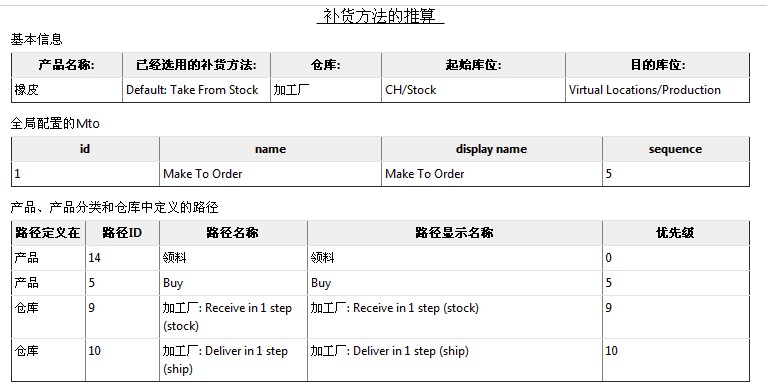 补货方法的推算
基本信息
产品名称: 已经选用的补货方法: 仓库: 起始库位: 目的库位:
橡皮 Default: Take From Stock 加工厂 CH/Stock Virtual Locations/Production
全局配置的Mto
id name display name sequence
1 Make To Order Make To Order 5
产品、产品分类和仓库中定义的路径
路径定义在 路径ID 路径名称 路径显示名称 优先级
产品 14 领料 领料 0
产品 5 Buy Buy 5
仓库 9 加工厂: Receive in 1 step 加工厂: Receive in 1 step (stock) 9
(stock)
仓库 10 加工厂: Deliver in 1 step 加工厂: Deliver in 1 step (ship) 10
(ship)